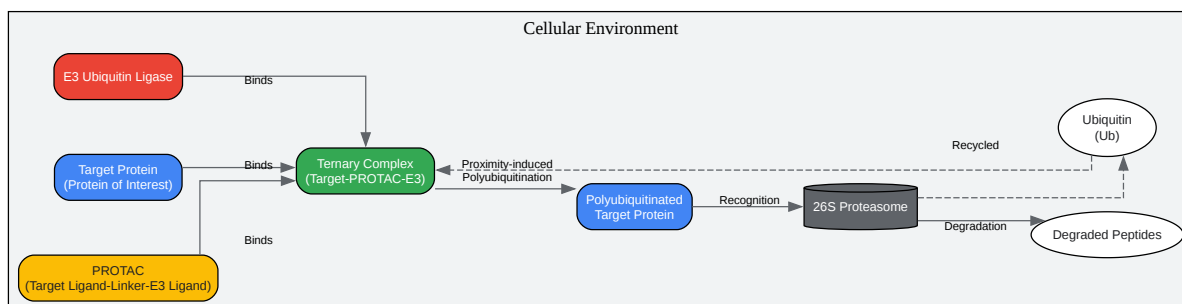 Cellular Environment
E3 Ubiquitin Ligase
Binds
Target Protein
(Protein of Interest)
Binds
PROTAC
(Target Ligand-Linker-E3 Ligand)
Binds
Ternary Complex
(Target-PROTAC-E3)
Proximity-induced
Polyubiquitination
Polyubiquitinated
Target Protein
Recognition
26S Proteasome
Degradation
Degraded Peptides
Recycled
Ubiquitin
(Ub)